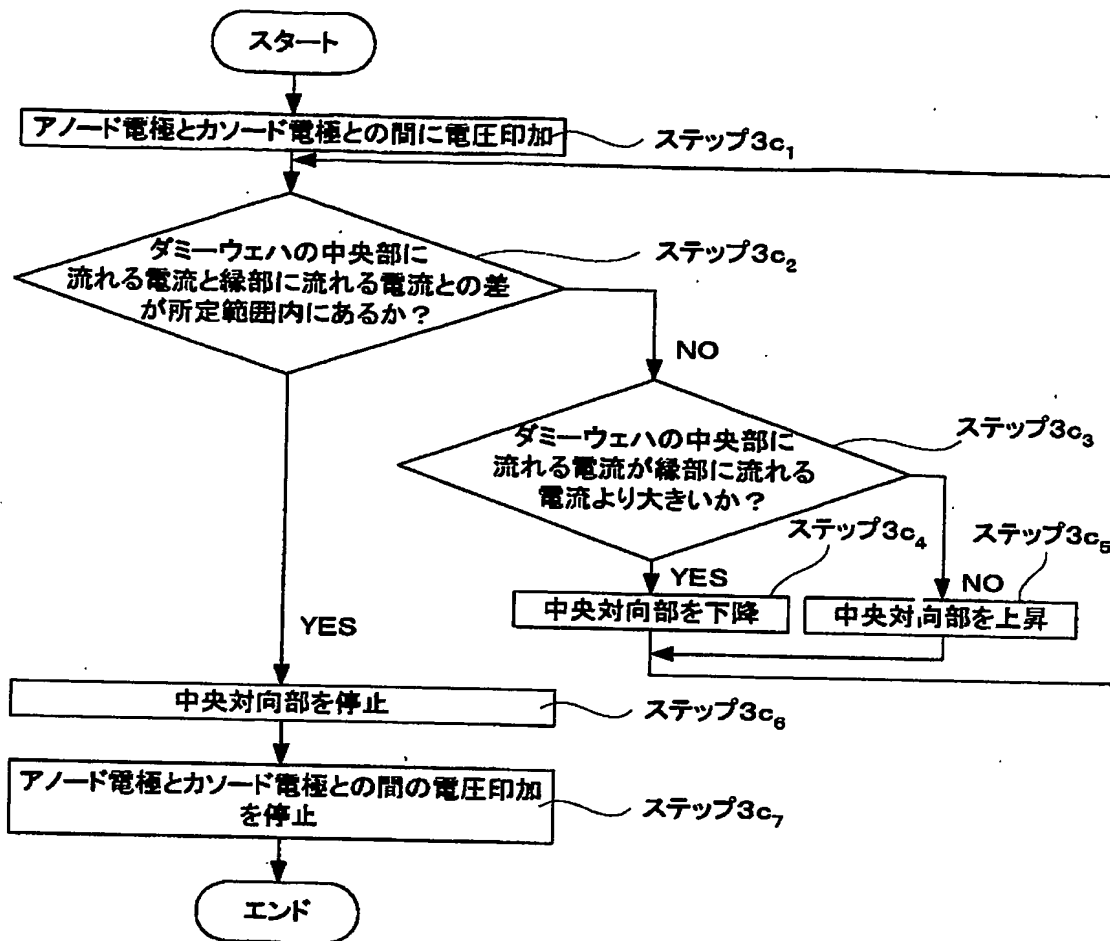 スタート
アノード電極とカソード電極との間に電圧印加
ステップ3c₁
ダミーウェハの中央部に
流れる電流と縁部に流れる電流との差
が所定範囲内にあるか?
ステップ3c₂
NO
ダミーウェハの中央部に
流れる電流が縁部に流れる
電流より大きいか?
ステップ3c₃
ステップ3c₄
ステップ3c₅
YES
NO
中央対向部を下降
中央対向部を上昇
YES
中央対向部を停止
ステップ3c₆
アノード電極とカソード電極との間の電圧印加
を停止
ステップ3c₇
エンド